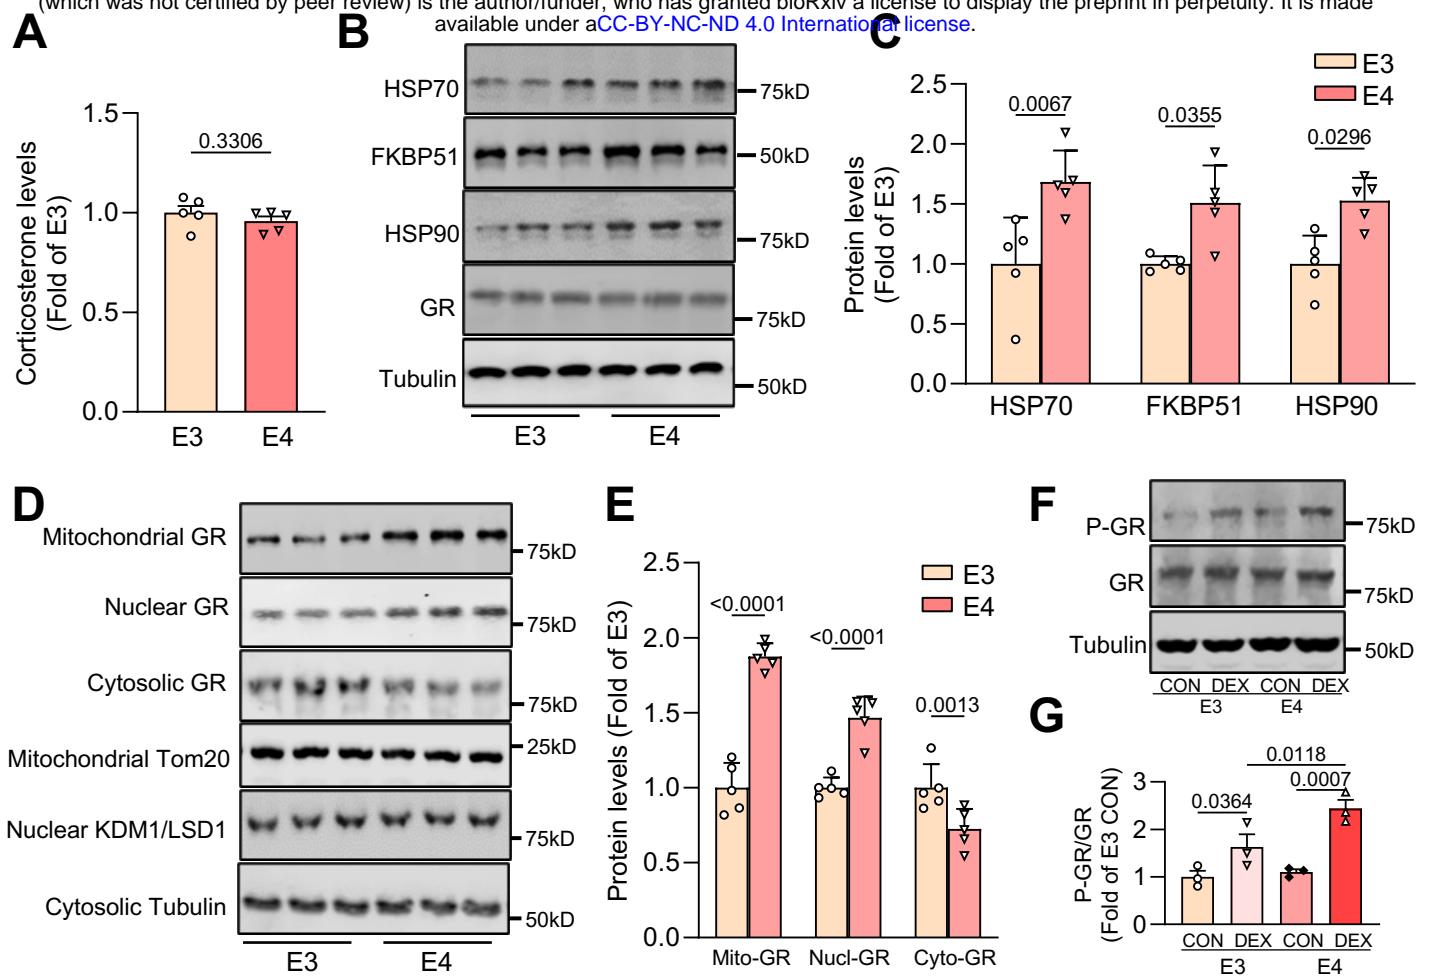 (which was not certified by peer review) is the author/funder, who has granted bioRxiv a license to display the preprint in perpetuity. It is made
available under aCC-BY-NC-ND 4.0 International license.
A
Corticosterone levels
(Fold of E3)
1.5
1.0
0.5
0.0
0.3306
E3 E4
B
HSP70
75kD
FKBP51
50kD
HSP90
75kD
GR
75kD
Tubulin
50kD
E3 E4
C
E3
E4
Protein levels
(Fold of E3)
2.5
2.0
1.5
1.0
0.5
0.0
0.0067
0.0355
0.0296
HSP70 FKBP51 HSP90
D
Mitochondrial GR
75kD
Nuclear GR
75kD
Cytosolic GR
75kD
Mitochondrial Tom20
25kD
Nuclear KDM1/LSD1
75kD
Cytosolic Tubulin
50kD
E3 E4
E
E3
E4
Protein levels (Fold of E3)
2.5
2.0
1.5
1.0
0.5
0.0
<0.0001
<0.0001
0.0013
Mito-GR Nucl-GR Cyto-GR
F
P-GR
75kD
GR
75kD
Tubulin
50kD
CON DEX CON DEX
E3 E4
G
P-GR/GR
(Fold of E3 CON)
3
2
1
0
0.0364
0.0118
0.0007
CON DEX CON DEX
E3 E4